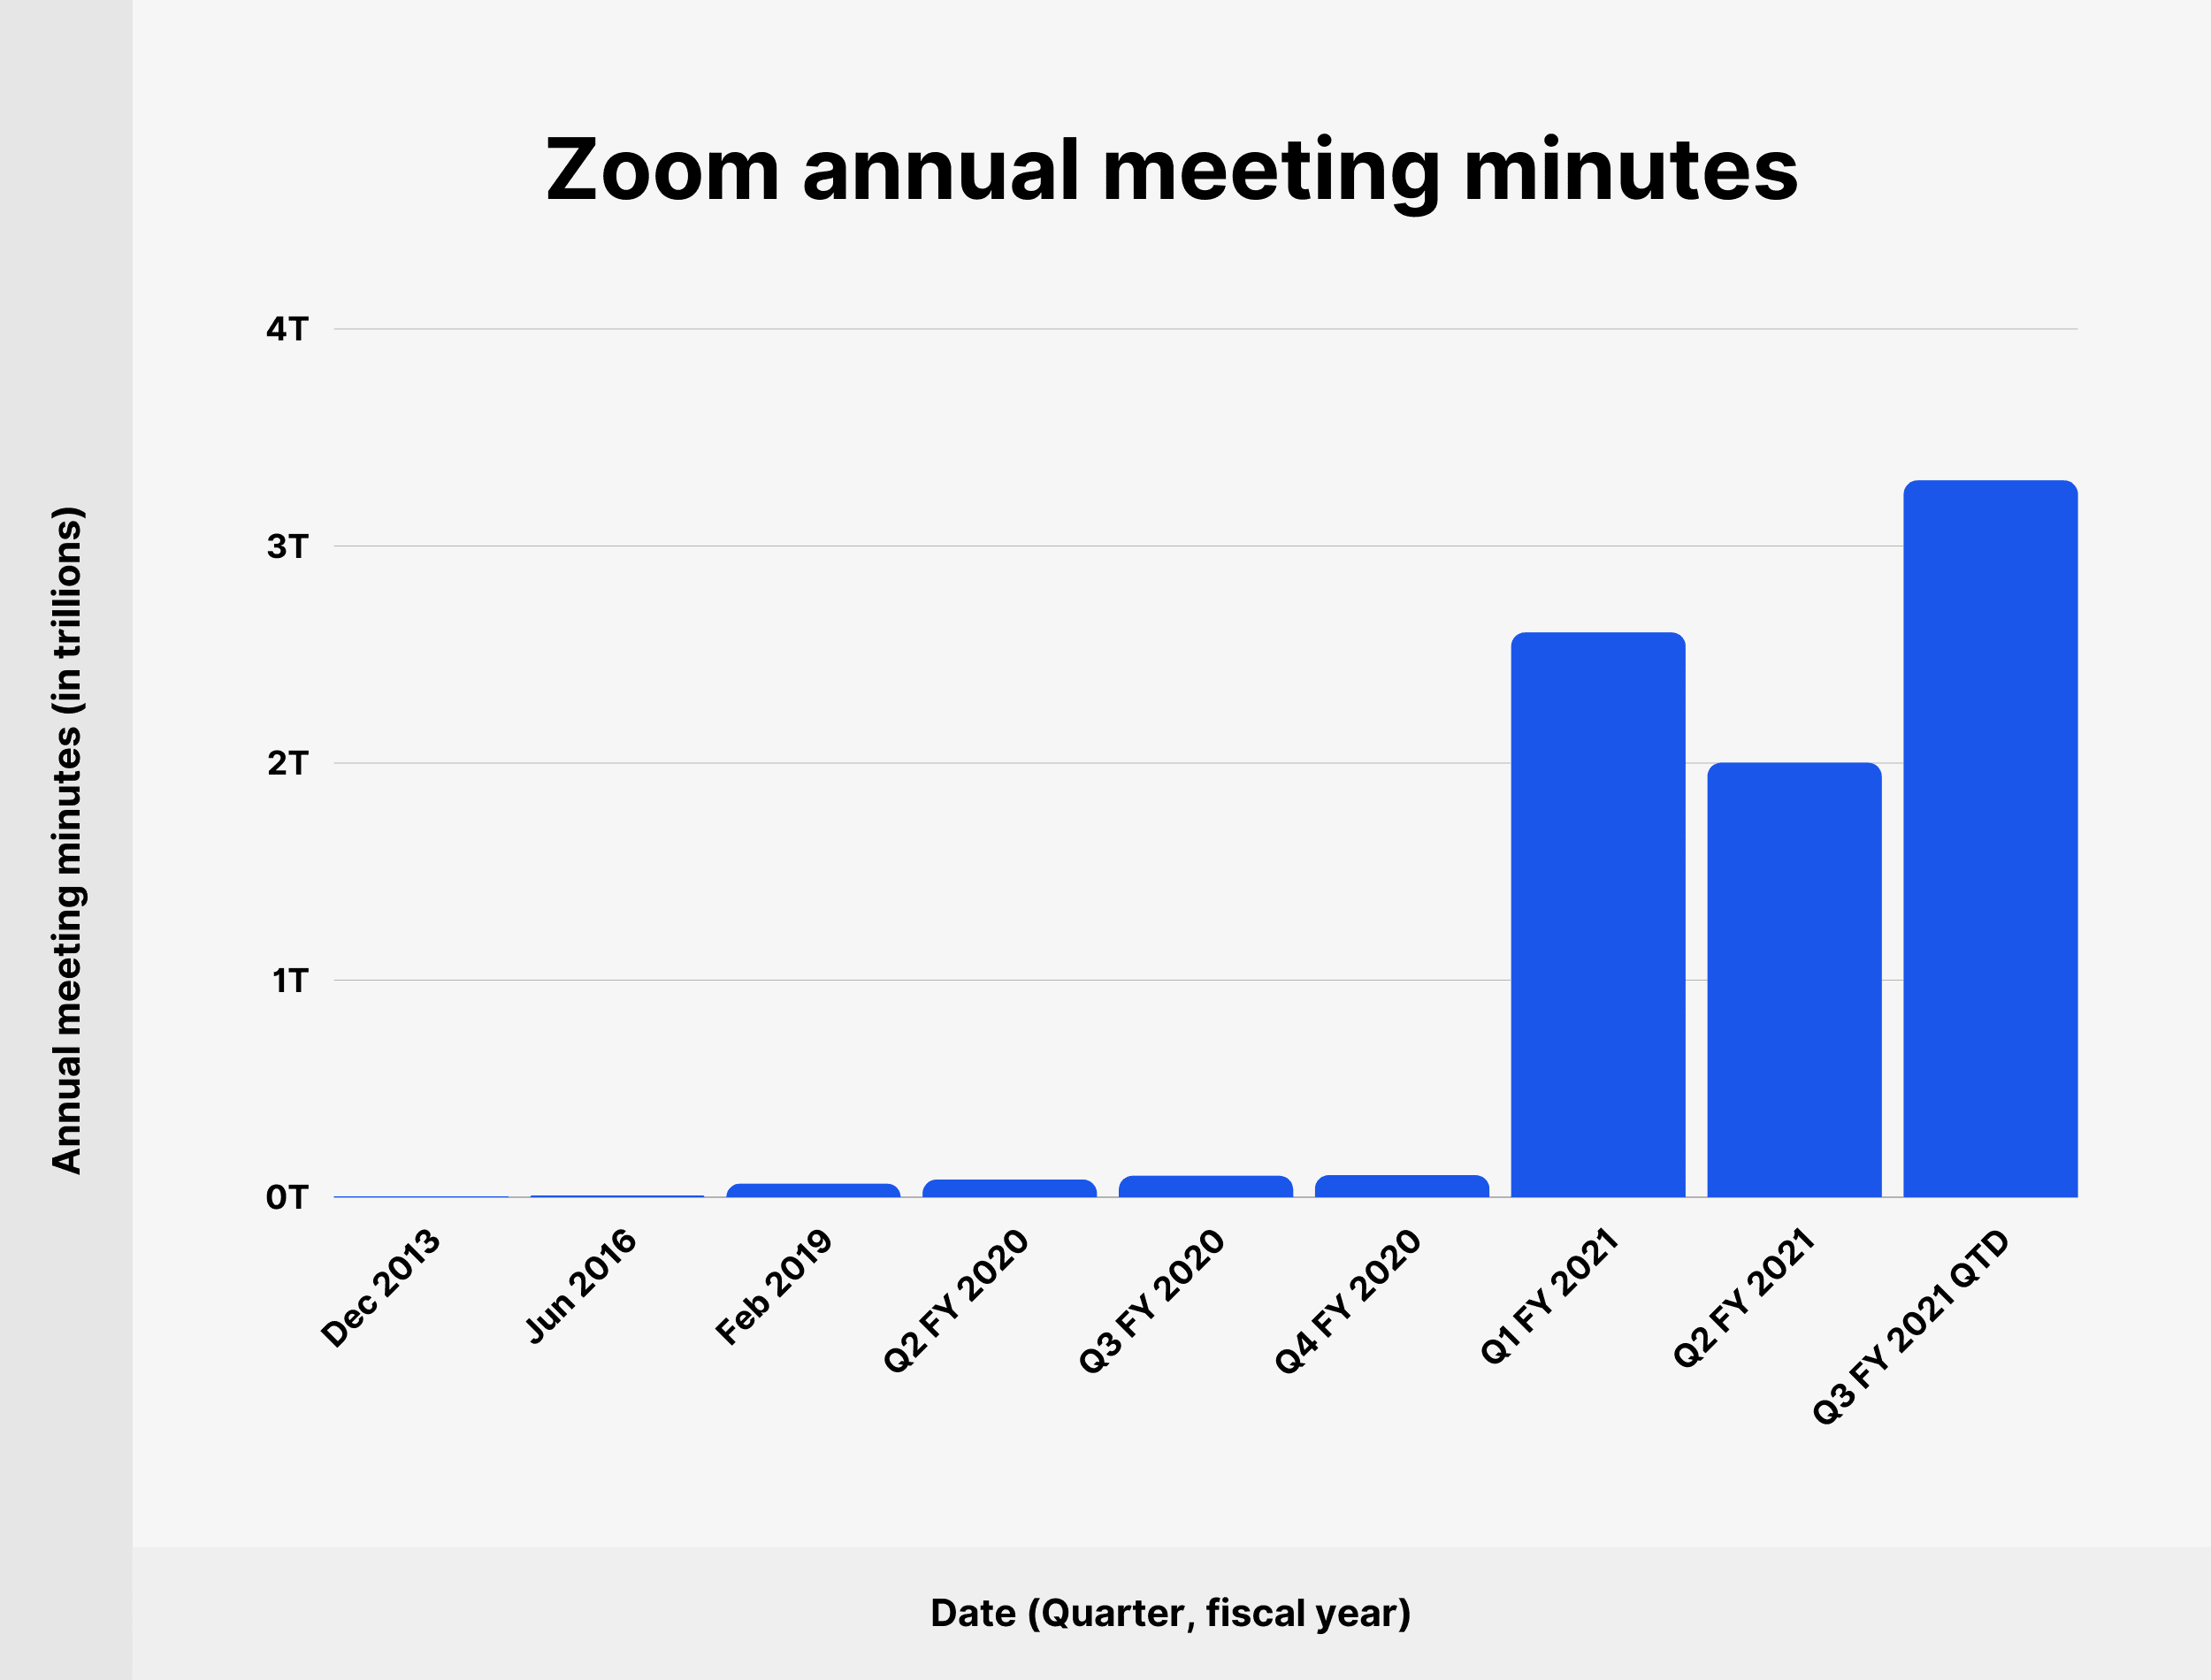 Zoom annual meeting minutes
Annual meeting minutes (in trillions)
4T
3T
2T
1T
0T
Dec 2013
Jun 2016
Feb 2019
Q2 FY 2020
Q3 FY 2020
Q4 FY 2020
Q1 FY 2021
Q2 FY 2021
Q3 FY 2021 QTD
Date (Quarter, fiscal year)